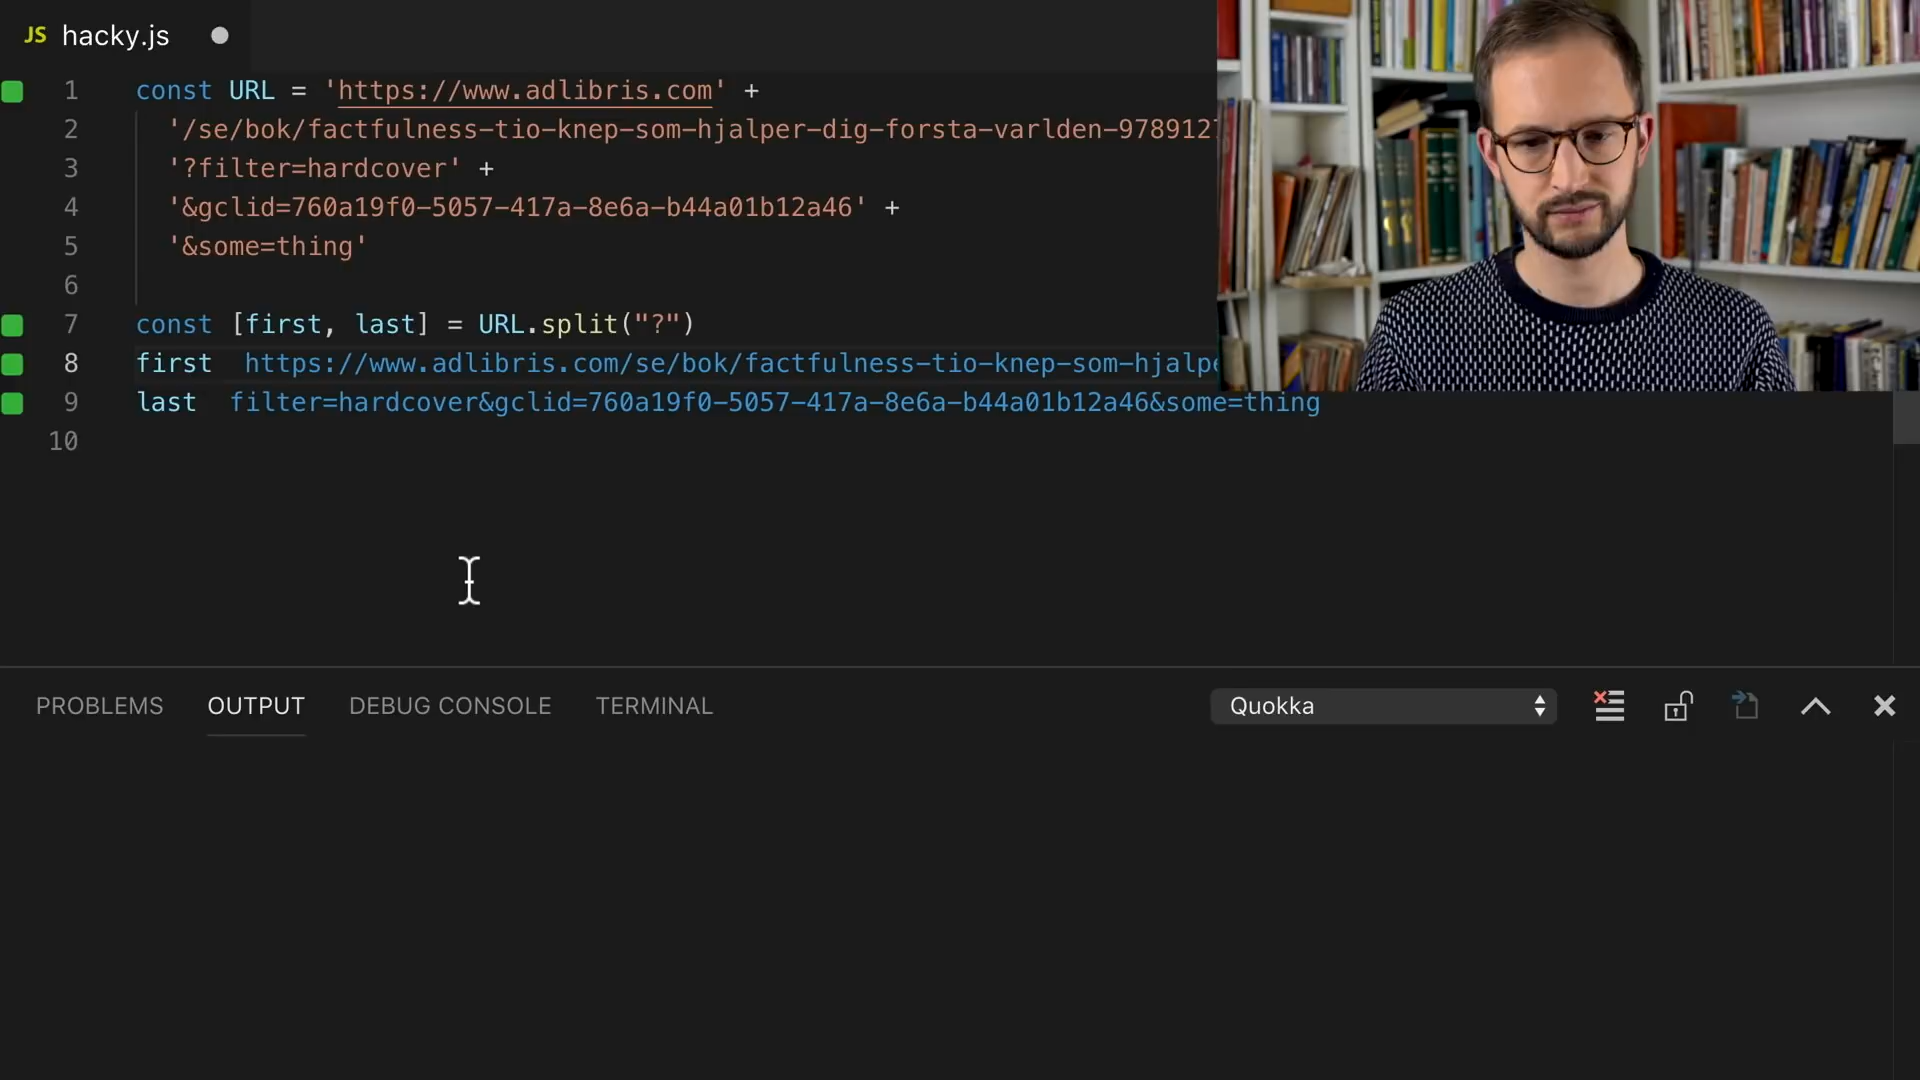 JS hacky.js
1 const URL = 'https://www.adlibris.com' +
2 '/se/bok/factfulness-tio-knep-som-hjalper-dig-forsta-varlden-978912
3 '?filter=hardcover' +
4 '&gclid=760a19f0-5057-417a-8e6a-b44a01b12a46' +
5 '&some=thing'
6
7 const [first, last] = URL.split("?")
8 first https://www.adlibris.com/se/bok/factfulness-tio-knep-som-hjalp
9 last filter=hardcover&gclid=760a19f0-5057-417a-8e6a-b44a01b12a46&some=thing
10
PROBLEMS OUTPUT DEBUG CONSOLE TERMINAL Quokka